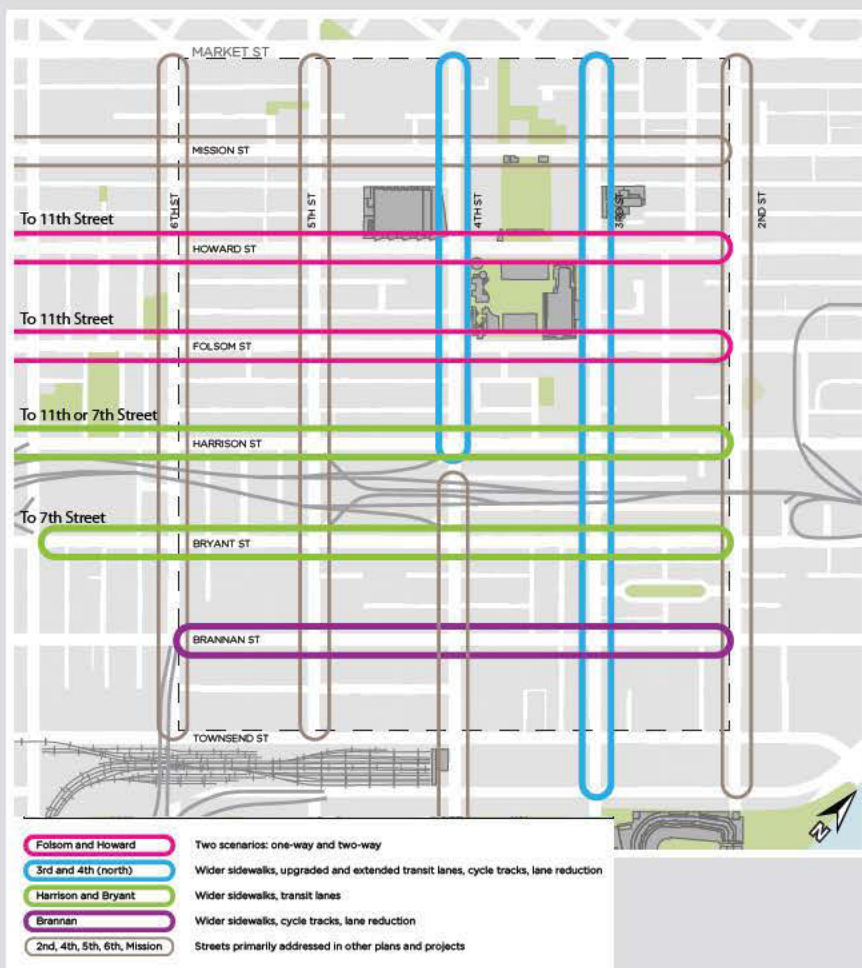 MARKET ST
MISSION ST
6TH ST
5TH ST
4TH ST
3RD ST
2ND ST
To 11th Street
HOWARD ST
To 11th Street
FOLSOM ST
To 11th or 7th Street
HARRISON ST
To 7th Street
BRYANT ST
BRANNAN ST
TOWNSEND ST
N
Folsom and Howard Two scenarios: one-way and two-way
3rd and 4th (north) Wider sidewalks, upgraded and extended transit lanes, cycle tracks, lane reduction
Harrison and Bryant Wider sidewalks, transit lanes
Brannan Wider sidewalks, cycle tracks, lane reduction
2nd, 4th, 5th, 6th, Mission Streets primarily addressed in other plans and projects